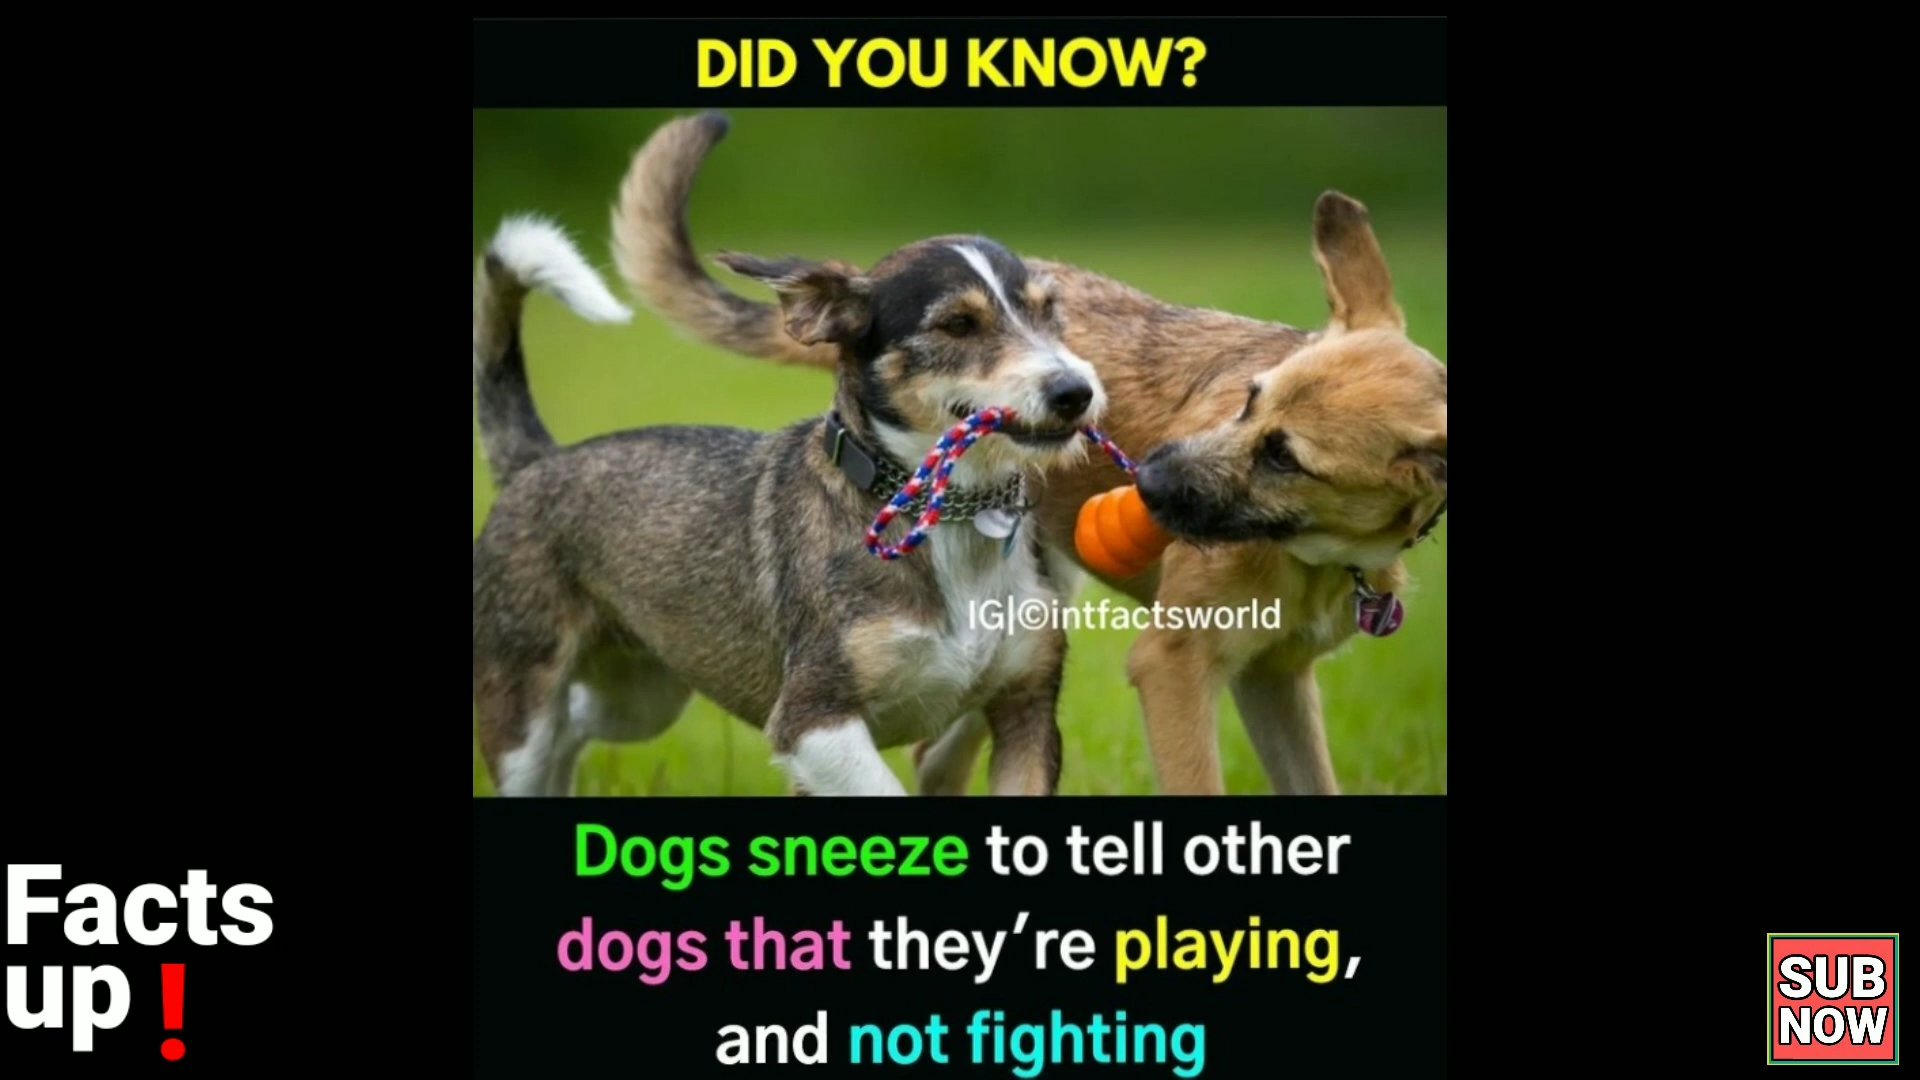 DID YOU KNOW?
IG|©intfactsworld
Dogs sneeze to tell other
dogs that they're playing,
and not fighting
Facts
up!
SUB
NOW